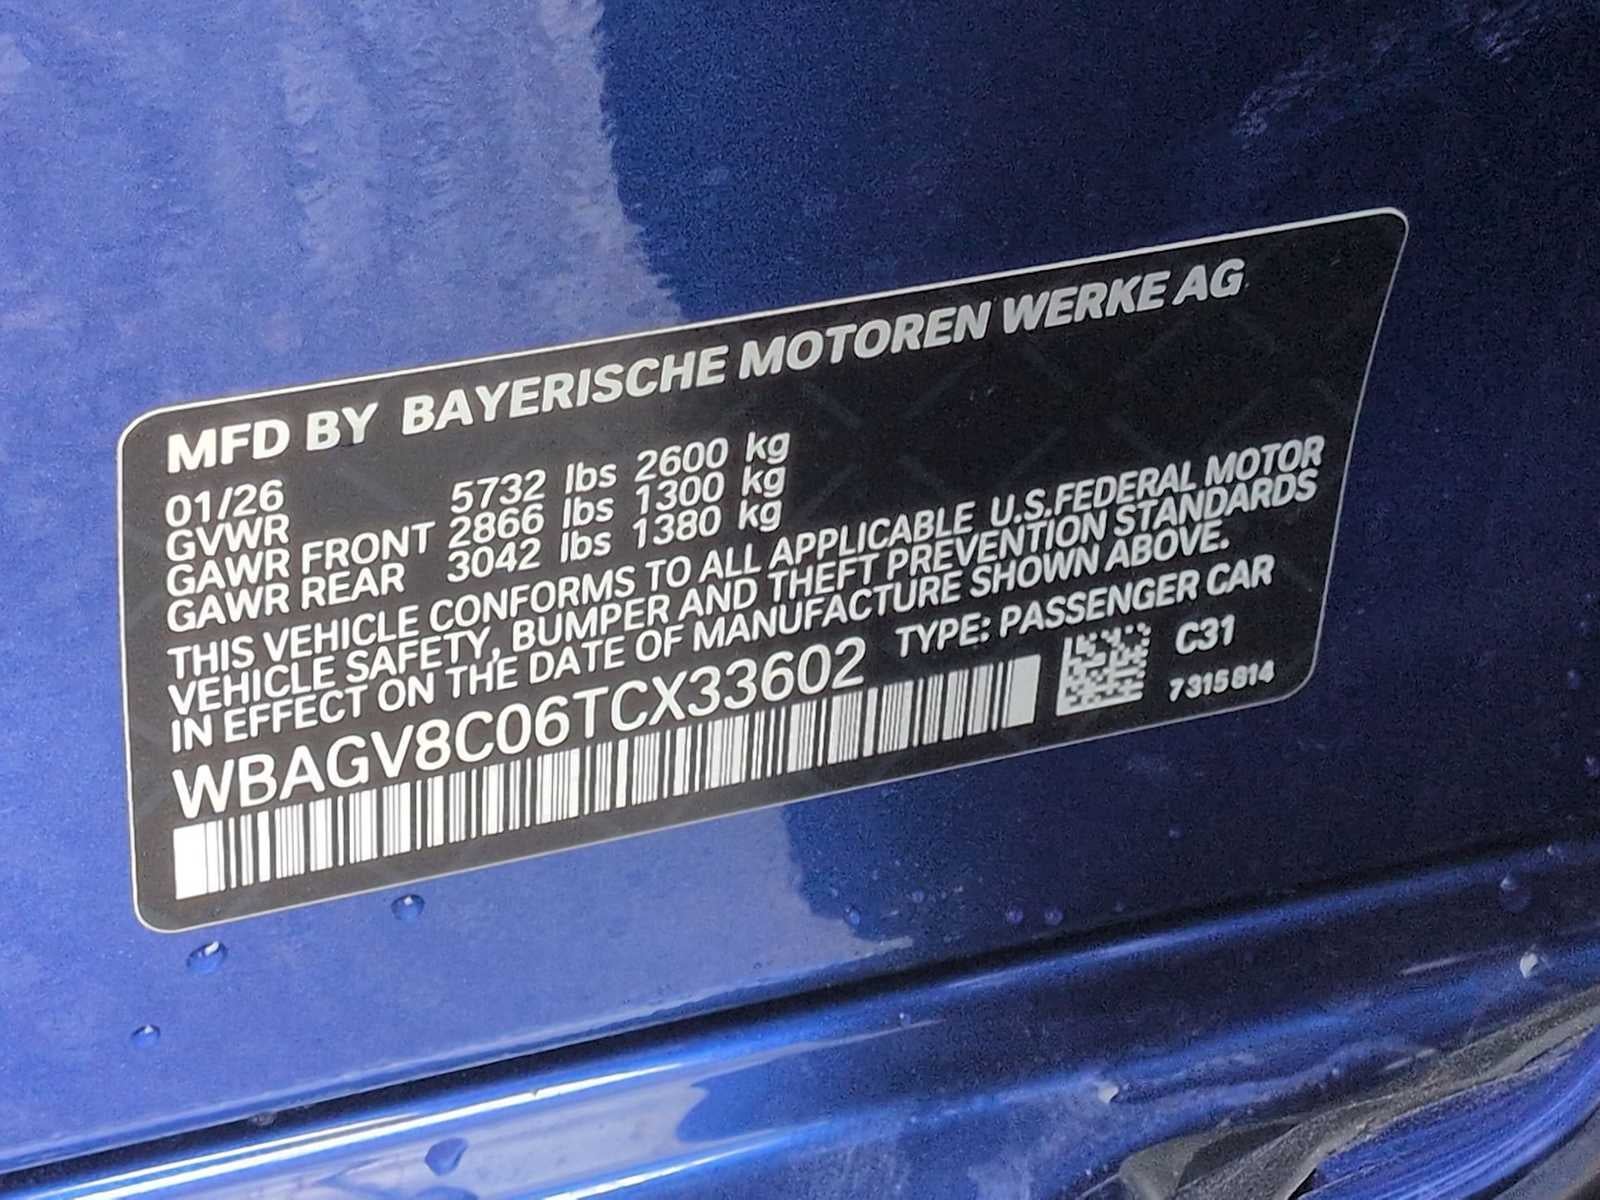 MFD BY BAYERISCHE MOTOREN WERKE AG
01/26
GVWR 5732 lbs 2600 kg
GAWR FRONT 2866 lbs 1300 kg
GAWR REAR 3042 lbs 1380 kg
THIS VEHICLE CONFORMS TO ALL APPLICABLE U.S.FEDERAL MOTOR
VEHICLE SAFETY, BUMPER AND THEFT PREVENTION STANDARDS
IN EFFECT ON THE DATE OF MANUFACTURE SHOWN ABOVE.
WBAGV8C06TCX33602 TYPE: PASSENGER CAR
C31
7315814